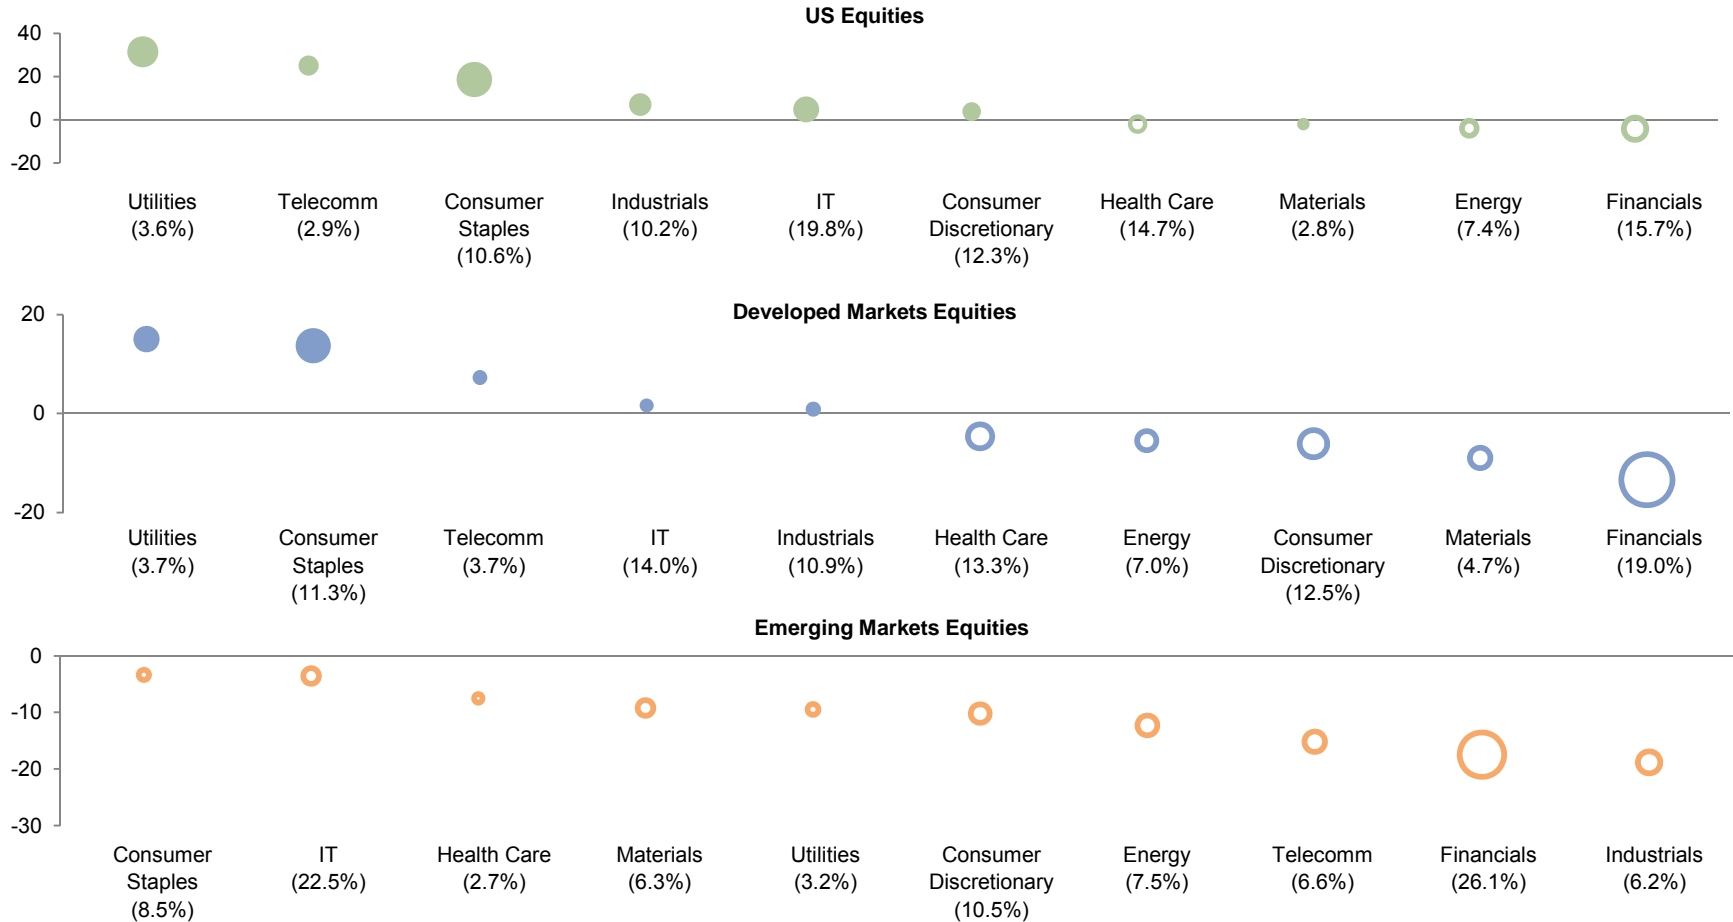 US Equities
40
20
0
-20
Utilities
(3.6%)
Telecomm
(2.9%)
Consumer
Staples
(10.6%)
Industrials
(10.2%)
IT
(19.8%)
Consumer
Discretionary
(12.3%)
Health Care
(14.7%)
Materials
(2.8%)
Energy
(7.4%)
Financials
(15.7%)
Developed Markets Equities
20
0
-20
Utilities
(3.7%)
Consumer
Staples
(11.3%)
Telecomm
(3.7%)
IT
(14.0%)
Industrials
(10.9%)
Health Care
(13.3%)
Energy
(7.0%)
Consumer
Discretionary
(12.5%)
Materials
(4.7%)
Financials
(19.0%)
Emerging Markets Equities
0
-10
-20
-30
Consumer
Staples
(8.5%)
IT
(22.5%)
Health Care
(2.7%)
Materials
(6.3%)
Utilities
(3.2%)
Consumer
Discretionary
(10.5%)
Energy
(7.5%)
Telecomm
(6.6%)
Financials
(26.1%)
Industrials
(6.2%)